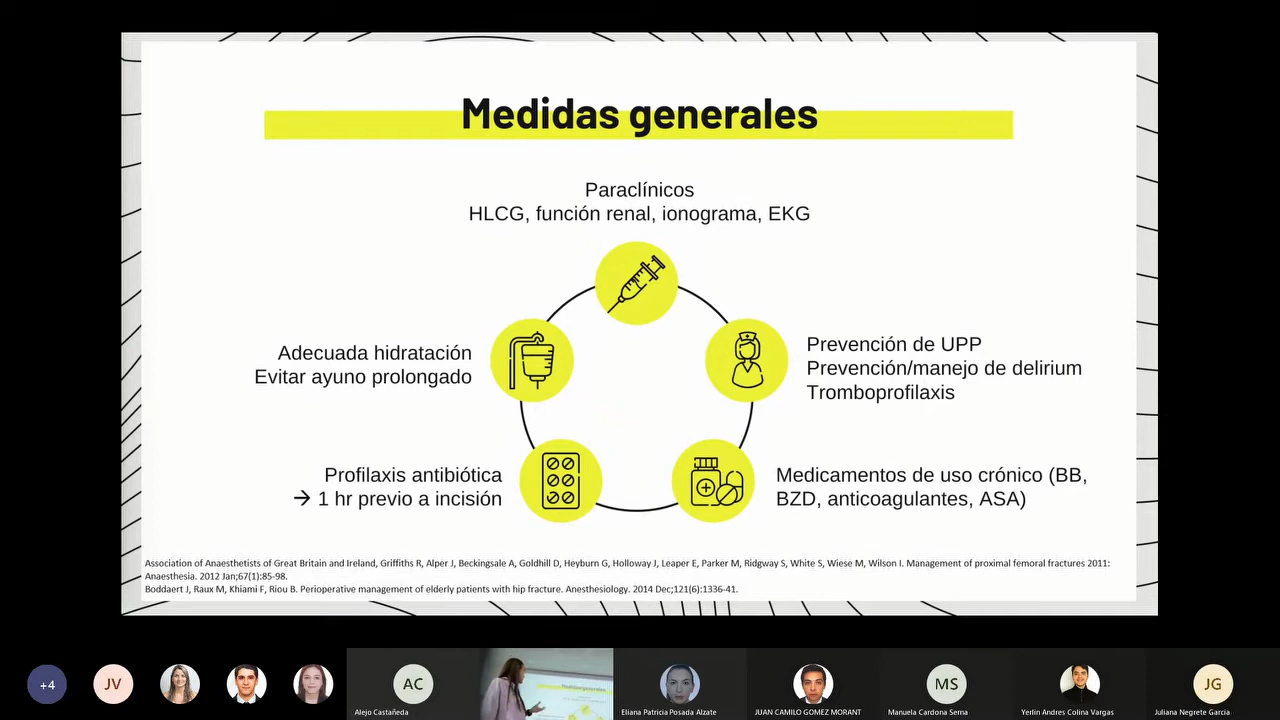 Medidas generales
Paraclínicos
HLCG, función renal, ionograma, EKG
Adecuada hidratación
Evitar ayuno prolongado
Prevención de UPP
Prevención/manejo de delirium
Tromboprofilaxis
Profilaxis antibiótica
→ 1 hr previo a incisión
Medicamentos de uso crónico (BB,
BZD, anticoagulantes, ASA)
Association of Anaesthetists of Great Britain and Ireland, Griffiths R, Alper J, Beckingsale A, Goldhill D, Heyburn G, Holloway J, Leaper E, Parker M, Ridgway S, White S, Wiese M, Wilson I. Management of proximal femoral fractures 2011:
Anaesthesia. 2012 Jan;67(1):85-98.
Boddaert J, Raux M, Khiami F, Riou B. Perioperative management of elderly patients with hip fracture. Anesthesiology. 2014 Dec;121(6):1336-41.
+4
JV
AC
MS
JG
Alejo Castañeda
Medidas generales
Eliana Patricia Posada Alzate
JUAN CAMILO GOMEZ MORANT
Manuela Cardona Serna
Yerlin Andres Colina Vargas
Juliana Negrete García